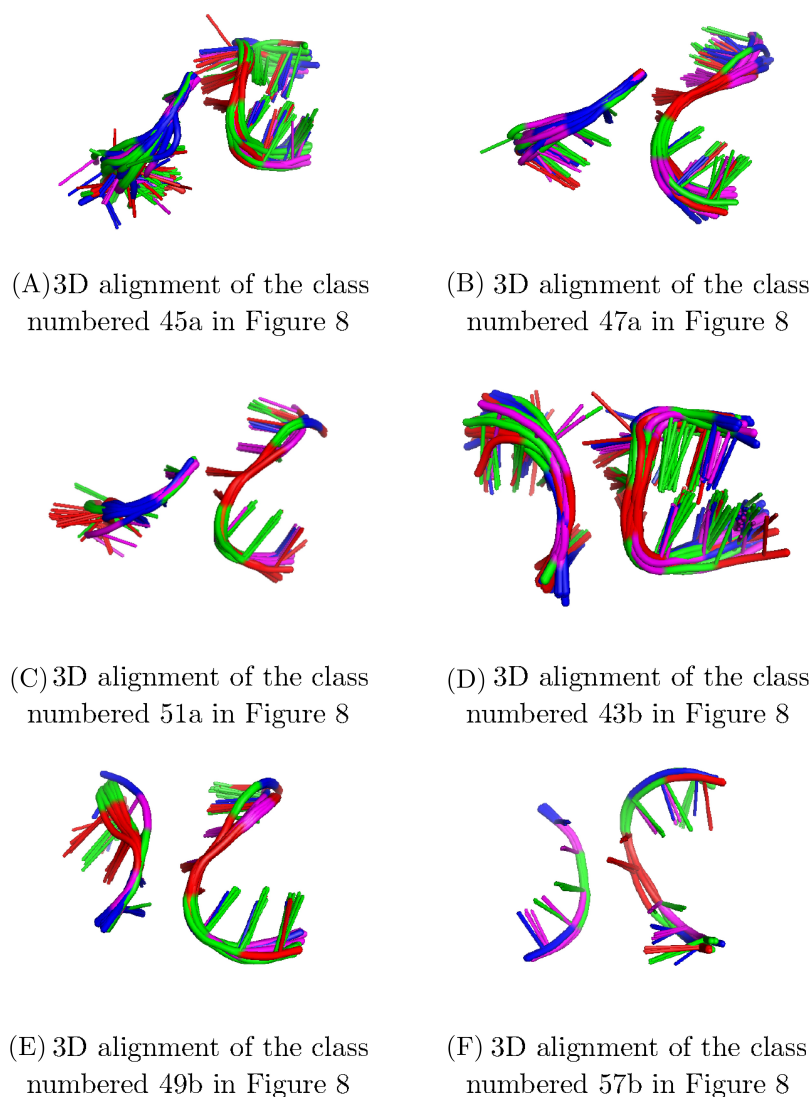 (A) 3D alignment of the class
numbered 45a in Figure 8
(B) 3D alignment of the class
numbered 47a in Figure 8
(C) 3D alignment of the class
numbered 51a in Figure 8
(D) 3D alignment of the class
numbered 43b in Figure 8
(E) 3D alignment of the class
numbered 49b in Figure 8
(F) 3D alignment of the class
numbered 57b in Figure 8